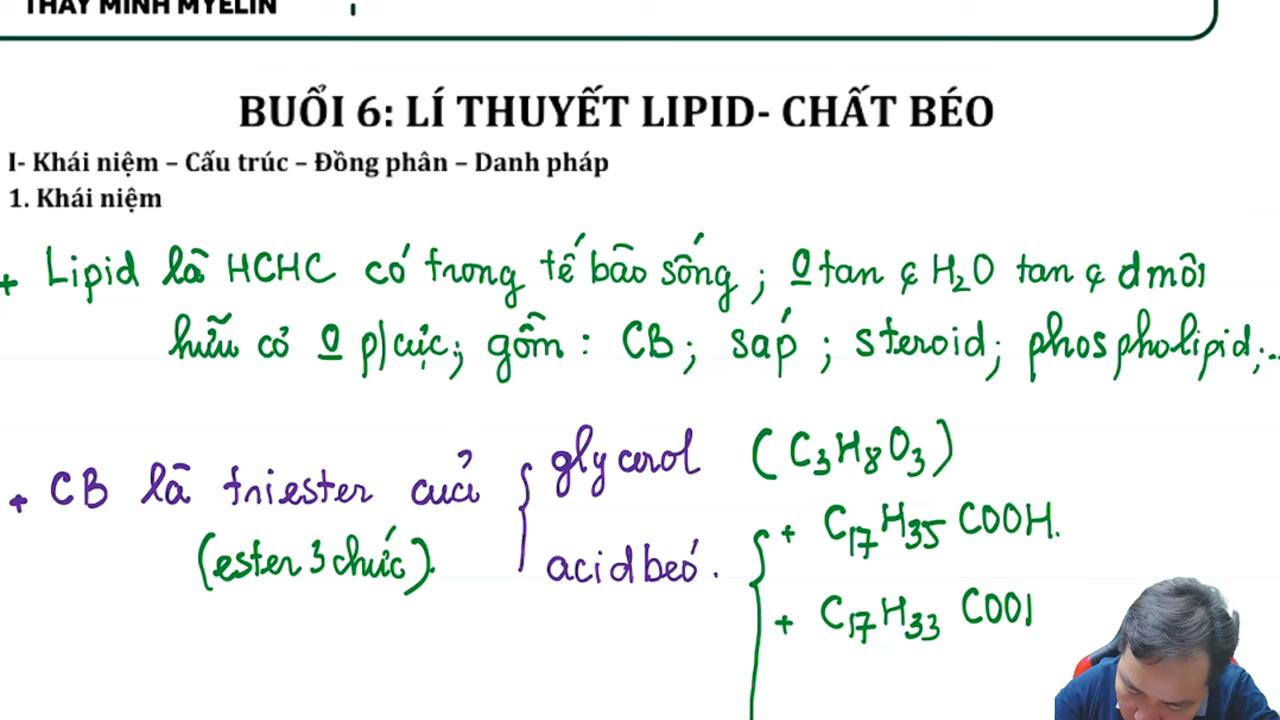 THẦY MINH MYELIN
BUỔI 6: LÍ THUYẾT LIPID- CHẤT BÉO
I- Khái niệm – Cấu trúc – Đồng phân – Danh pháp
1. Khái niệm
+ Lipid là HCHC có trong tế bào sống; 0 tan ç H₂O tan ç d môi
hữu cơ 0 p/cực; gồm: CB; sáp; steroid; phospholipid;...
+ CB là triester của { glycerol (C₃H₈O₃)
(ester 3 chức). acid béo. { + C₁₇H₃₅COOH.
+ C₁₇H₃₃COO